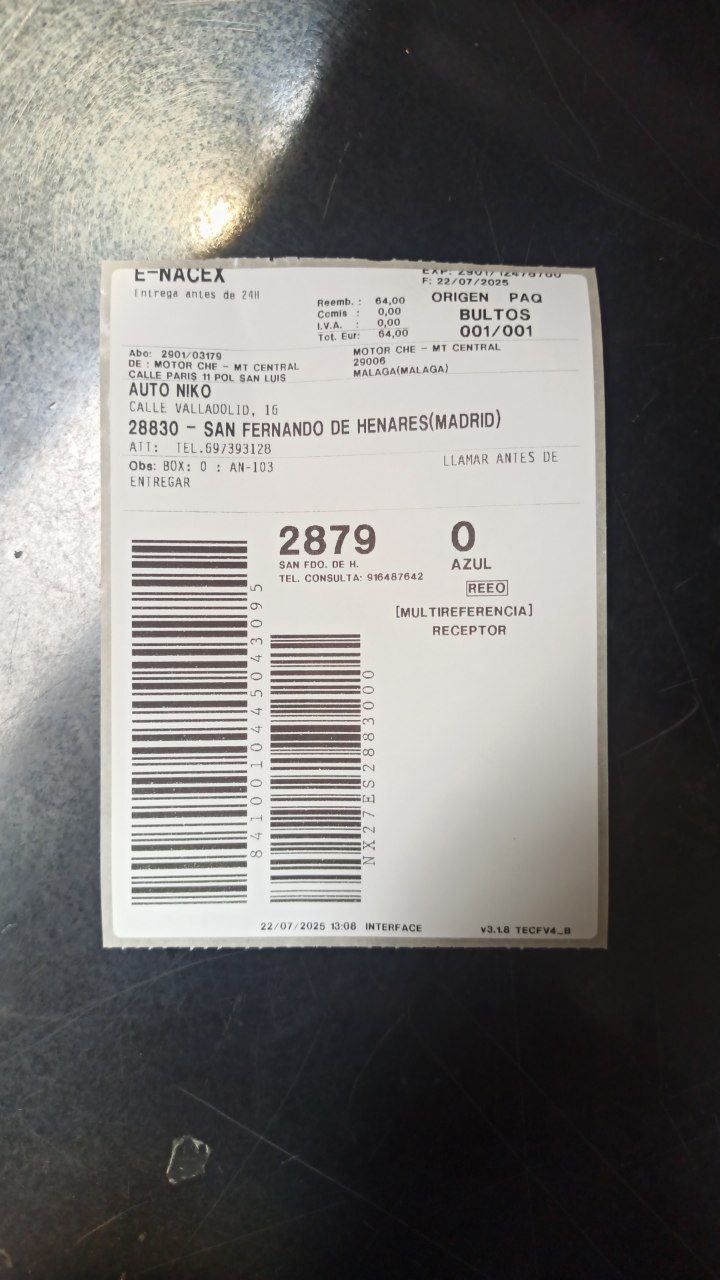 E-NACEX
Entrega antes de 24H
F: 22/07/2025
ORIGEN PAQ
BULTOS
001/001
Reemb. : 64,00
Comis : 0,00
I.V.A. : 0,00
Tot. Eur: 64,00
Abo: 2901/03179
DE : MOTOR CHE - MT CENTRAL
CALLE PARIS 11 POL SAN LUIS
MOTOR CHE - MT CENTRAL
29006
MALAGA(MALAGA)
AUTO NIKO
CALLE VALLADOLID, 16
28830 - SAN FERNANDO DE HENARES(MADRID)
ATT: TEL.697393128
Obs: BOX: 0 : AN-103 LLAMAR ANTES DE
ENTREGAR
2879
SAN FDO. DE H.
TEL. CONSULTA: 916487642
0
AZUL
REEO
[MULTIREFERENCIA]
RECEPTOR
8410010445043095
NX27ES2883000
22/07/2025 13:08 INTERFACE
v3.1.8 TECFV4_B